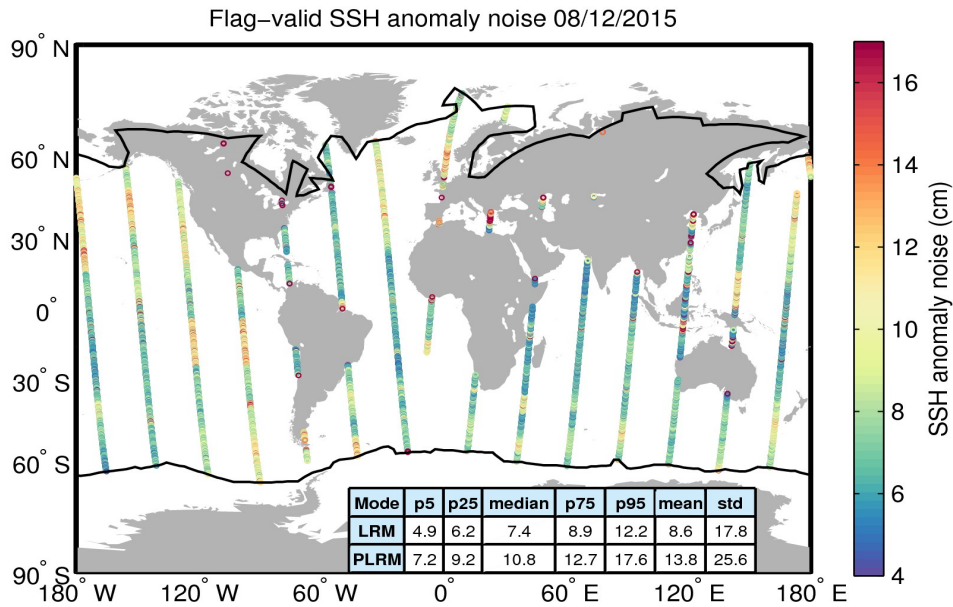 Flag−valid SSH anomaly noise 08/12/2015
90° N
60° N
30° N
0°
30° S
60° S
90° S
180° W
120° W
60° W
0°
60° E
120° E
180° E
Mode p5 p25 median p75 p95 mean std
LRM 4.9 6.2 7.4 8.9 12.2 8.6 17.8
PLRM 7.2 9.2 10.8 12.7 17.6 13.8 25.6
16
14
12
10
8
6
4
SSH anomaly noise (cm)